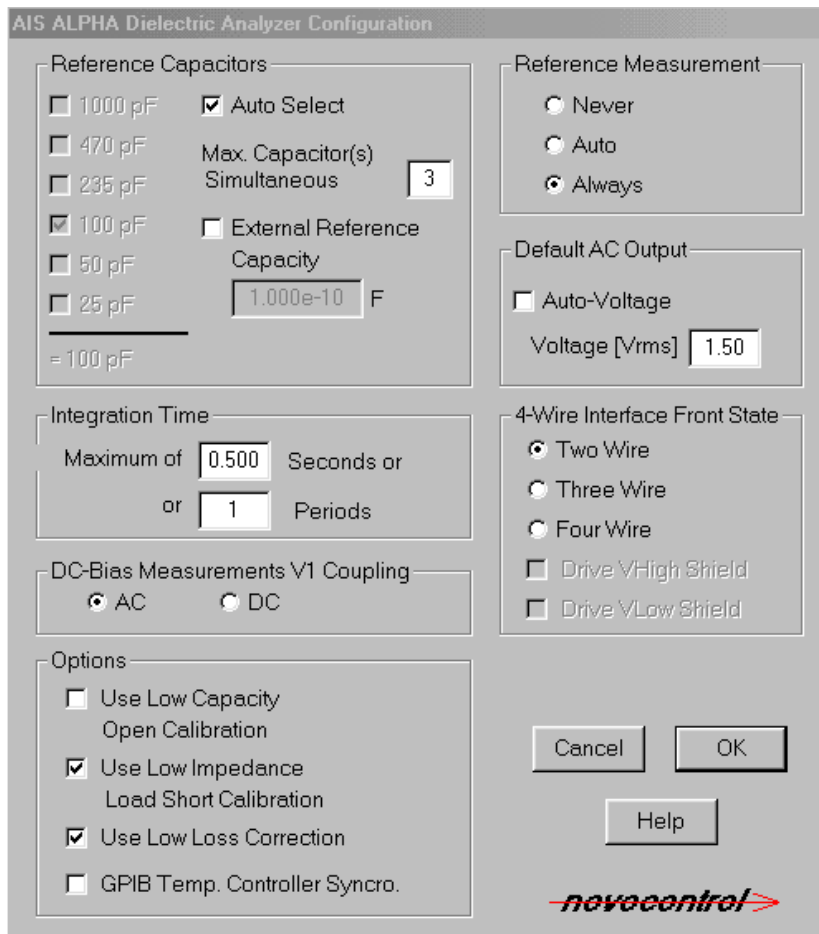 AIS ALPHA Dielectric Analyzer Configuration
Reference Capacitors
1000 pF
470 pF
235 pF
100 pF
50 pF
25 pF
= 100 pF
Auto Select
Max. Capacitor(s)
Simultaneous 3
External Reference
Capacity
1.000e-10 F
Reference Measurement
Never
Auto
Always
Default AC Output
Auto-Voltage
Voltage [Vrms] 1.50
Integration Time
Maximum of 0.500 Seconds or
or 1 Periods
4-Wire Interface Front State
Two Wire
Three Wire
Four Wire
Drive VHigh Shield
Drive VLow Shield
DC-Bias Measurements V1 Coupling
AC DC
Options
Use Low Capacity
Open Calibration
Use Low Impedance
Load Short Calibration
Use Low Loss Correction
GPIB Temp. Controller Syncro.
Cancel OK
Help
novocontrol